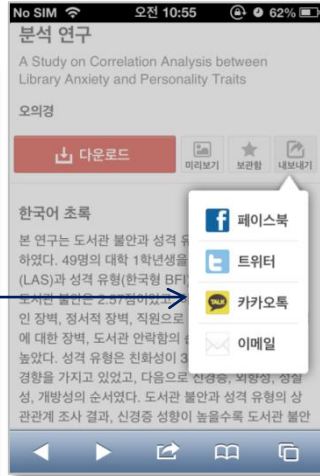 No SIM 오전 10:55 62%
분석 연구
A Study on Correlation Analysis between
Library Anxiety and Personality Traits
오의경
다운로드
미리보기 보관함 내보내기
페이스북
트위터
TALK 카카오톡
이메일
한국어 초록
본 연구는 도서관 불안과 성격 유
하였다. 49명의 대학 1학년생을
(LAS)과 성격 유형(한국형 BFI)
도서관 불안은 2.97점이었고
인 장벽, 정서적 장벽, 직원으로
에 대한 장벽, 도서관 안락함의
높았다. 성격 유형은 친화성이 3
경향을 가지고 있었고, 다음으로 신경증, 외향성, 성실
성, 개방성의 순서였다. 도서관 불안과 성격 유형의 상
관관계 조사 결과, 신경증 성향이 높을수록 도서관 불안